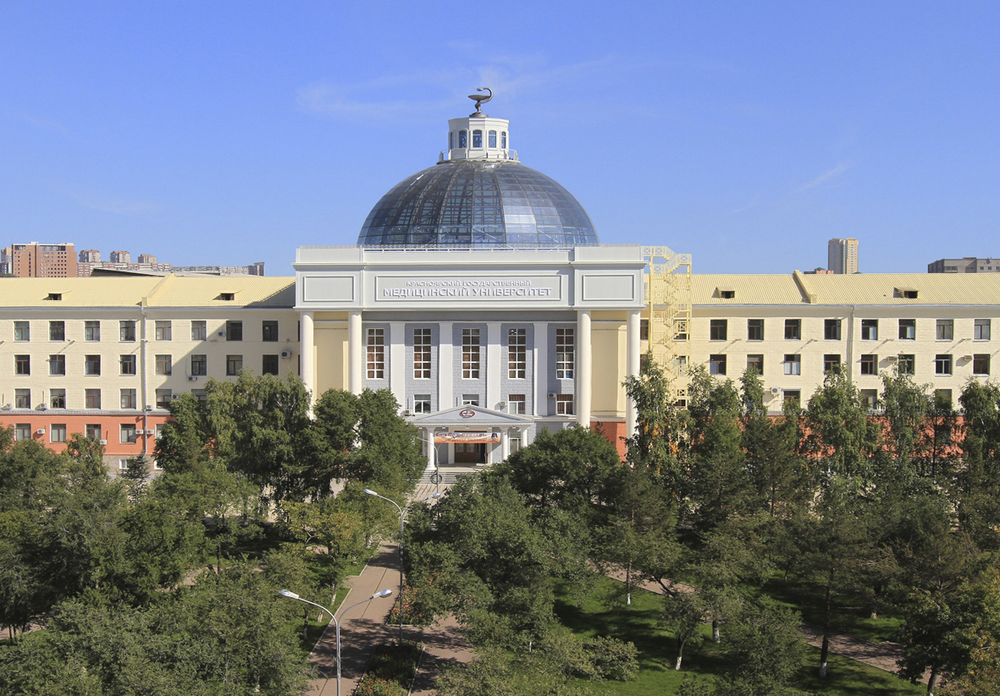 КРАСНОЯРСКИЙ ГОСУДАРСТВЕННЫЙ
МЕДИЦИНСКИЙ УНИВЕРСИТЕТ